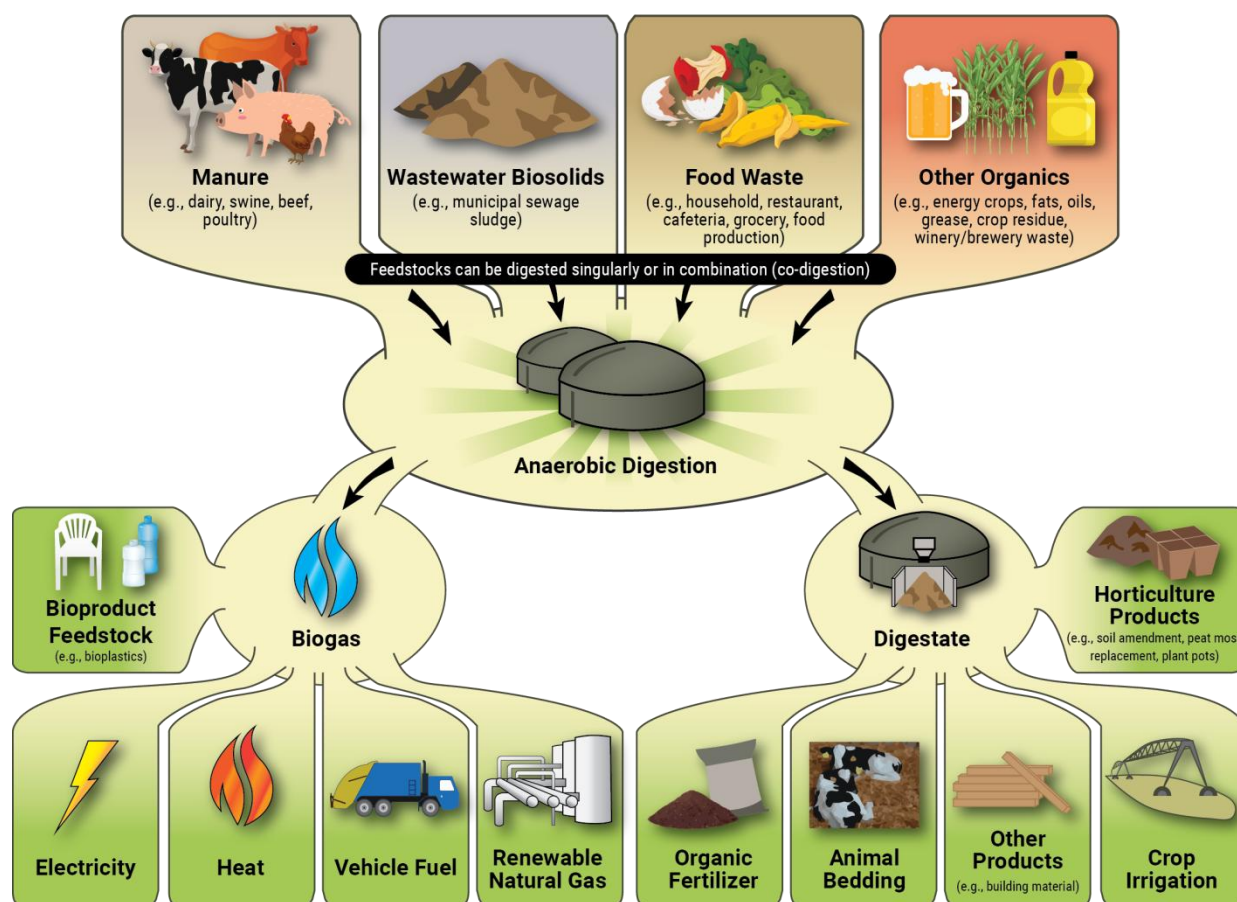 Manure
(e.g., dairy, swine, beef,
poultry)
Wastewater Biosolids
(e.g., municipal sewage
sludge)
Food Waste
(e.g., household, restaurant,
cafeteria, grocery, food
production)
Other Organics
(e.g., energy crops, fats, oils,
grease, crop residue,
winery/brewery waste)
Feedstocks can be digested singularly or in combination (co-digestion)
Anaerobic Digestion
Bioproduct
Feedstock
(e.g., bioplastics)
Biogas
Digestate
Horticulture
Products
(e.g., soil amendment, peat mos
replacement, plant pots)
Electricity
Heat
Vehicle Fuel
Renewable
Natural Gas
Organic
Fertilizer
Animal
Bedding
Other
Products
(e.g., building material)
Crop
Irrigation